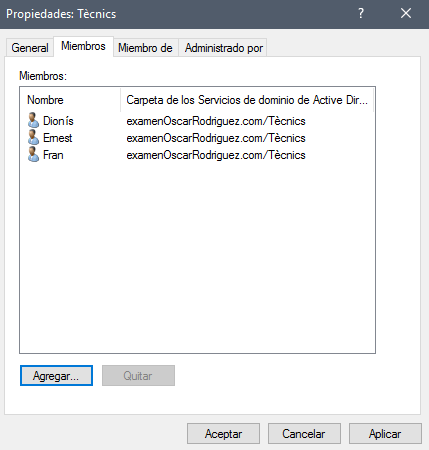 Propiedades: Tècnics
General Miembros Miembro de Administrado por
Miembros:
Nombre Carpeta de los Servicios de dominio de Active Dir...
Dionís examenOscarRodriguez.com/Tècnics
Ernest examenOscarRodriguez.com/Tècnics
Fran examenOscarRodriguez.com/Tècnics
Agregar... Quitar
Aceptar Cancelar Aplicar